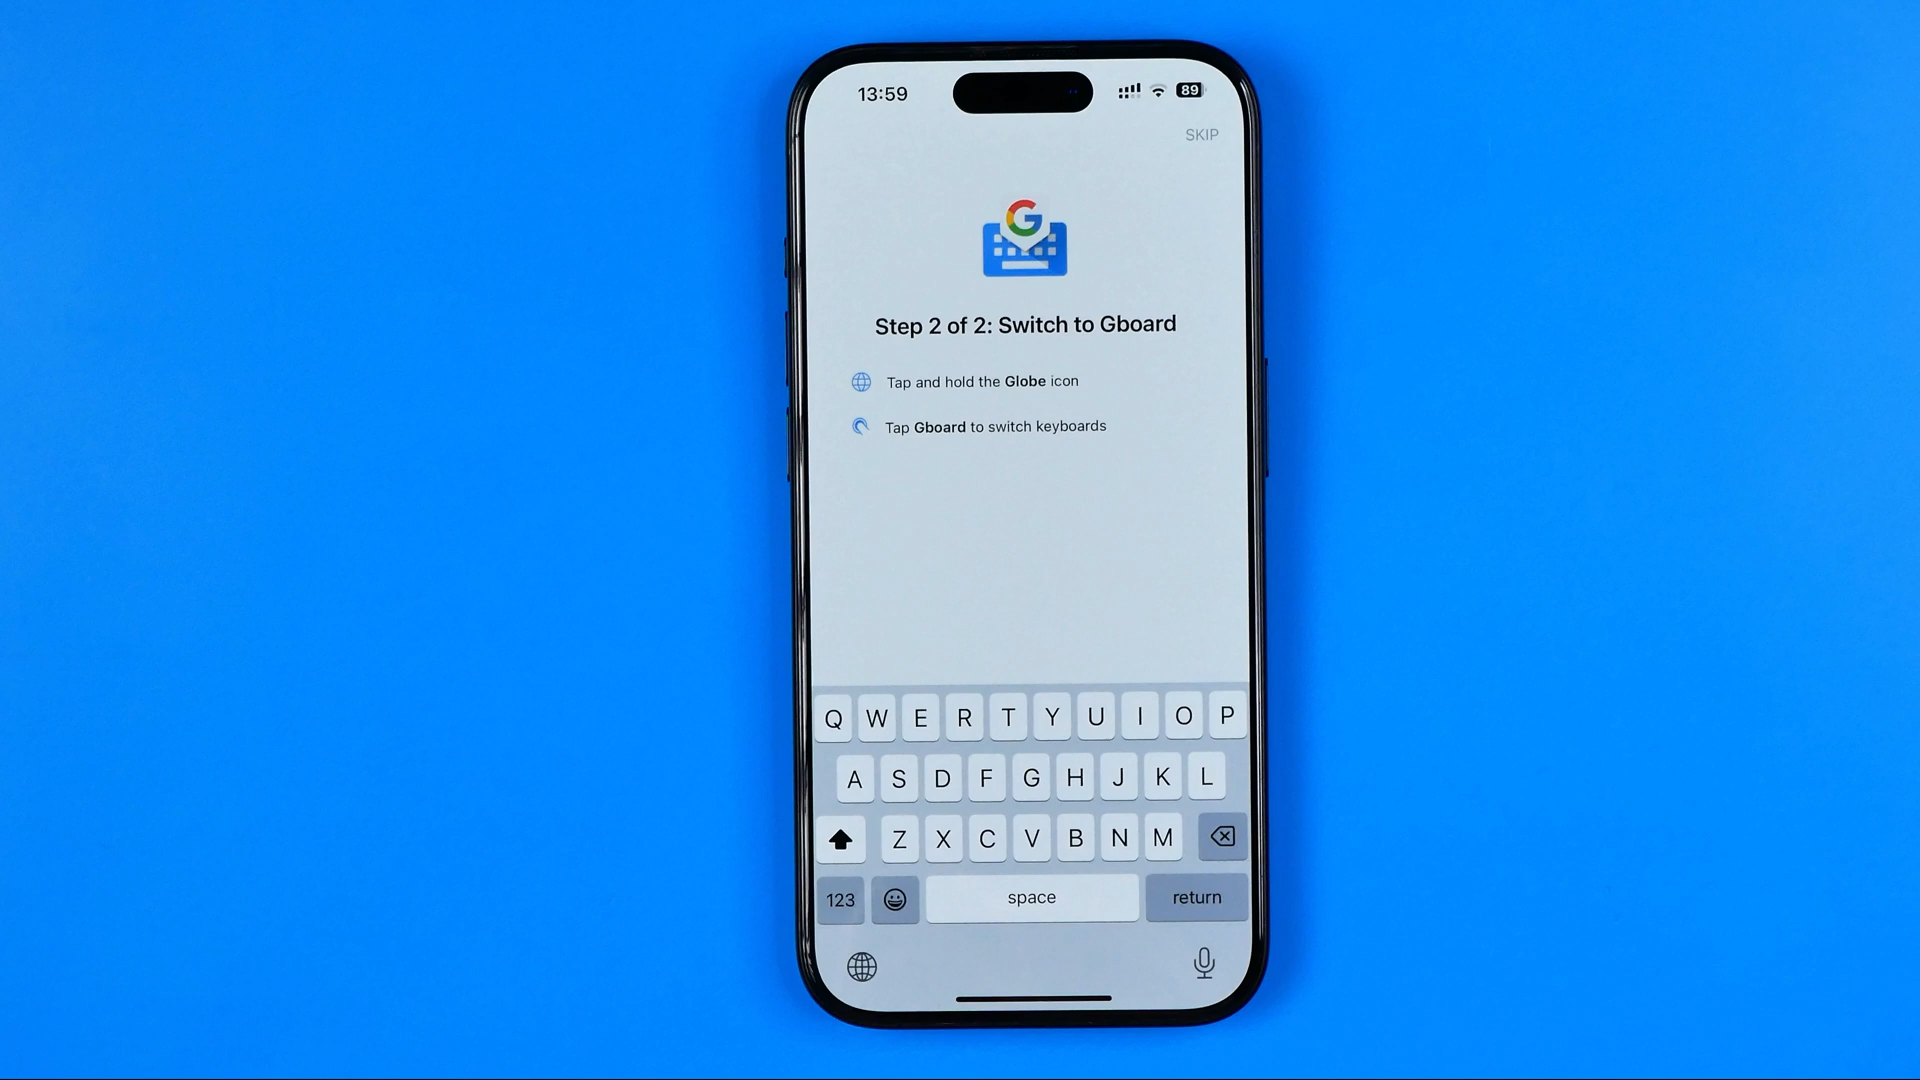 13:59
89
SKIP
G
Step 2 of 2: Switch to Gboard
Tap and hold the Globe icon
Tap Gboard to switch keyboards
Q W E R T Y U I O P
A S D F G H J K L
Z X C V B N M
123 space return